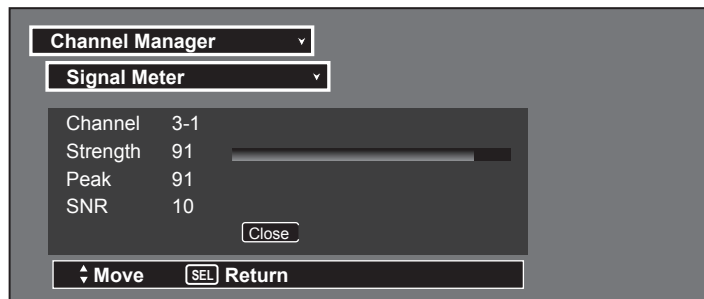 Channel Manager
Signal Meter
Channel 3-1
Strength 91
Peak 91
SNR 10
Close
Move SEL Return